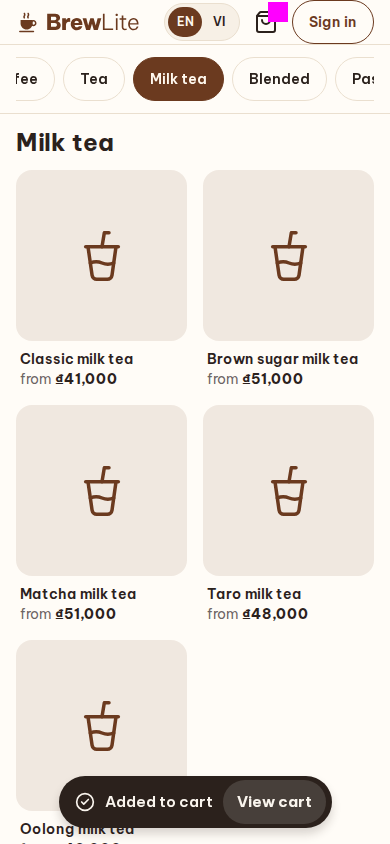 BrewLite
EN VI
Sign in
fee
Tea
Milk tea
Blended
Pas
Milk tea
Classic milk tea
from ₫41,000
Brown sugar milk tea
from ₫51,000
Matcha milk tea
from ₫51,000
Taro milk tea
from ₫48,000
Oolong milk tea
Added to cart
View cart